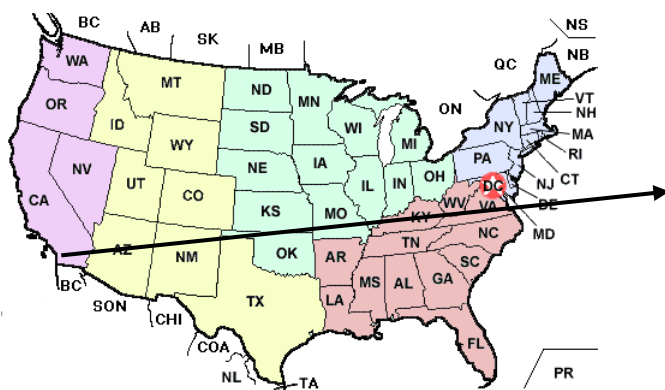 BC
AB
SK
MB
ON
QC
NS
NB
WA
MT
ND
MN
ME
VT
NH
OR
ID
SD
WI
MI
NY
MA
RI
WY
NE
IA
PA
CT
NV
UT
CO
IL
IN
OH
NJ
DC
DE
CA
KS
MO
WV
VA
MD
KY
AZ
NM
OK
AR
TN
NC
SC
BC
SON
CHI
COA
NL
TA
TX
LA
MS
AL
GA
FL
PR